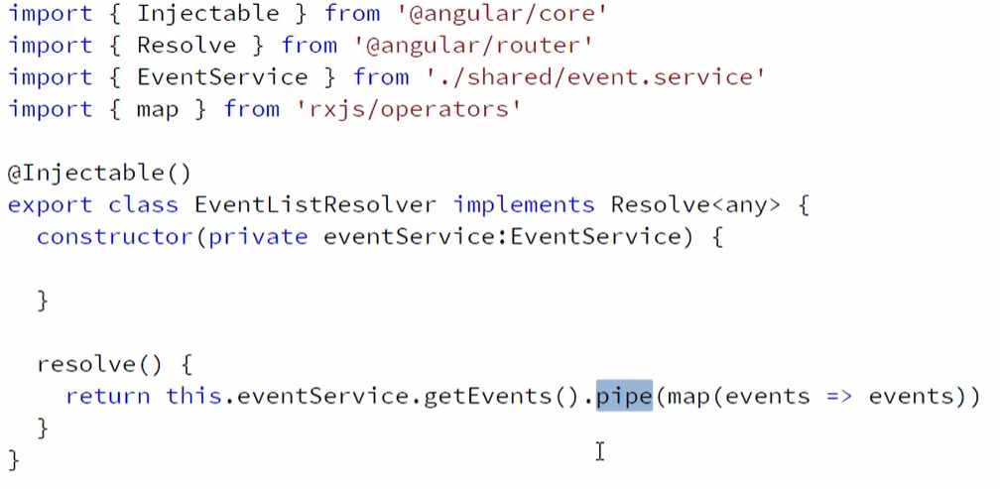 import { Injectable } from '@angular/core'
import { Resolve } from '@angular/router'
import { EventService } from './shared/event.service'
import { map } from 'rxjs/operators'
@Injectable()
export class EventListResolver implements Resolve<any> {
constructor(private eventService:EventService) {
}
resolve() {
return this.eventService.getEvents().pipe(map(events => events))
}
}